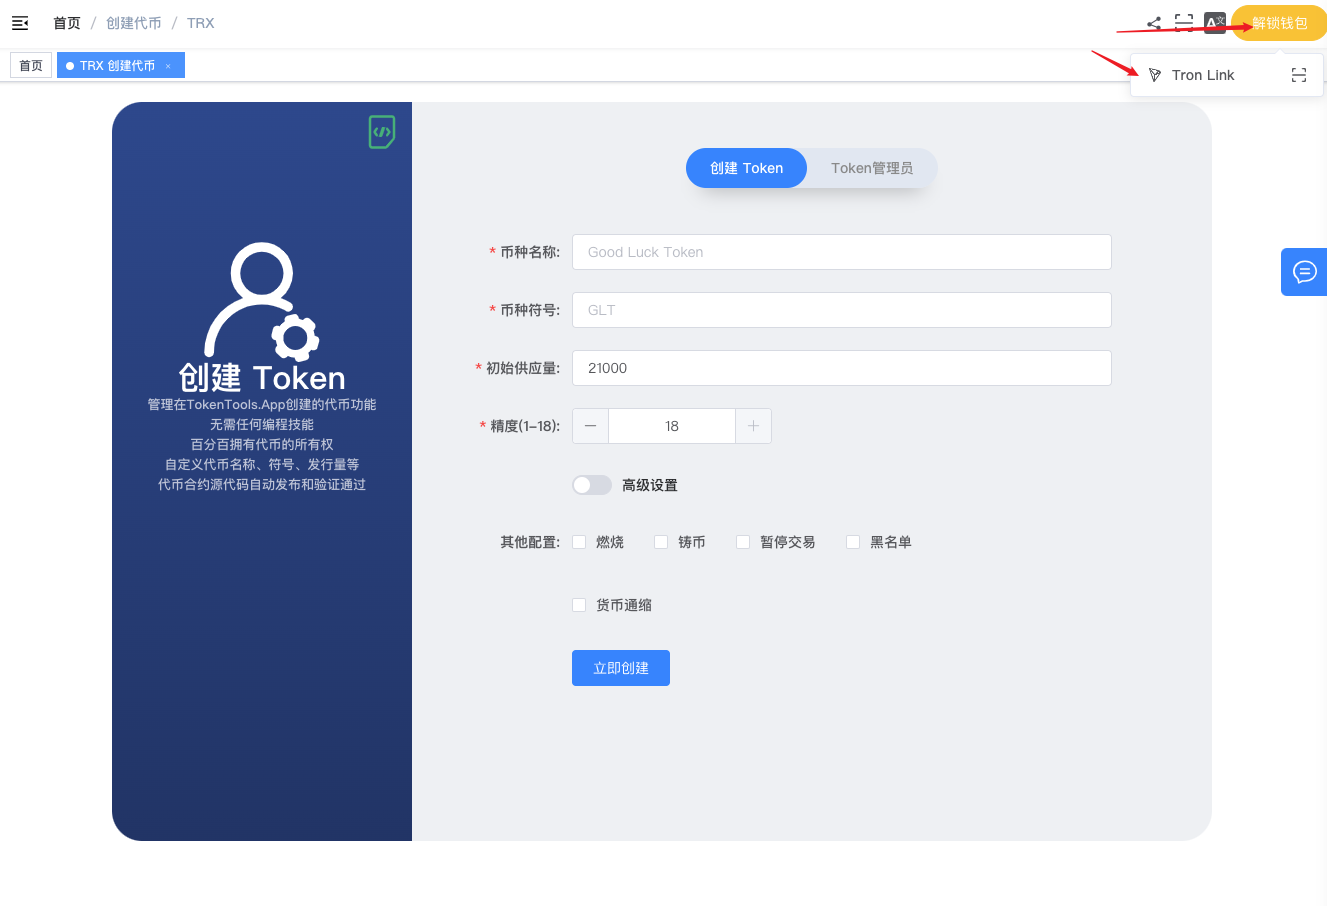 首页 / 创建代币 / TRX
解锁钱包
首页
TRX 创建代币 ×
Tron Link
创建 Token
管理在TokenTools.App创建的代币功能
无需任何编程技能
百分百拥有代币的所有权
自定义代币名称、符号、发行量等
代币合约源代码自动发布和验证通过
创建 Token
Token管理员
* 币种名称: Good Luck Token
* 币种符号: GLT
* 初始供应量: 21000
* 精度(1-18): 18
高级设置
其他配置: 燃烧 铸币 暂停交易 黑名单
货币通缩
立即创建